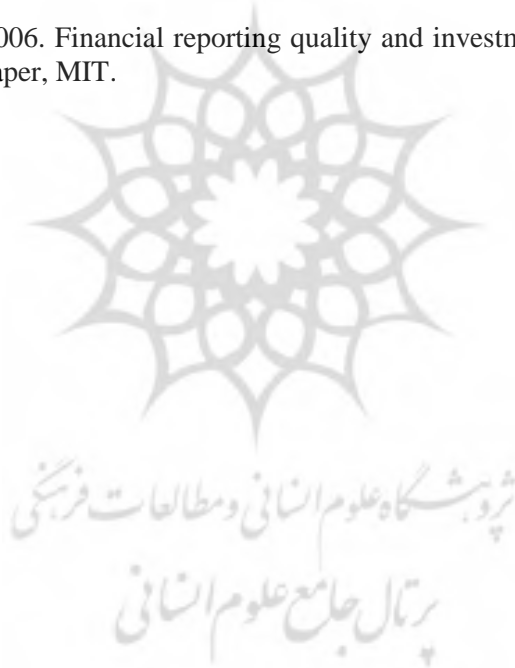 006. Financial reporting quality and investm
aper, MIT.
پژوهشگاه علوم انسانی و مطالعات فرهنگی
پرتال جامع علوم انسانی